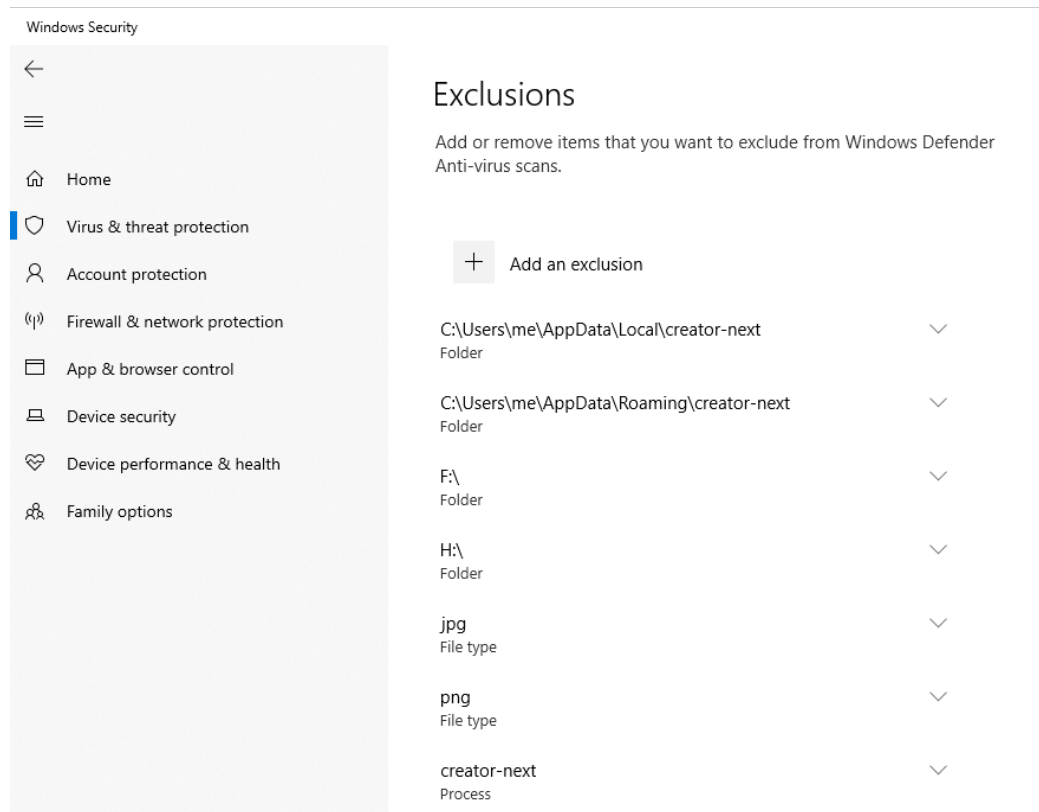 Windows Security
Home
Virus & threat protection
Account protection
Firewall & network protection
App & browser control
Device security
Device performance & health
Family options
Exclusions
Add or remove items that you want to exclude from Windows Defender
Anti-virus scans.
Add an exclusion
C:\Users\me\AppData\Local\creator-next
Folder
C:\Users\me\AppData\Roaming\creator-next
Folder
F:\
Folder
H:\
Folder
jpg
File type
png
File type
creator-next
Process